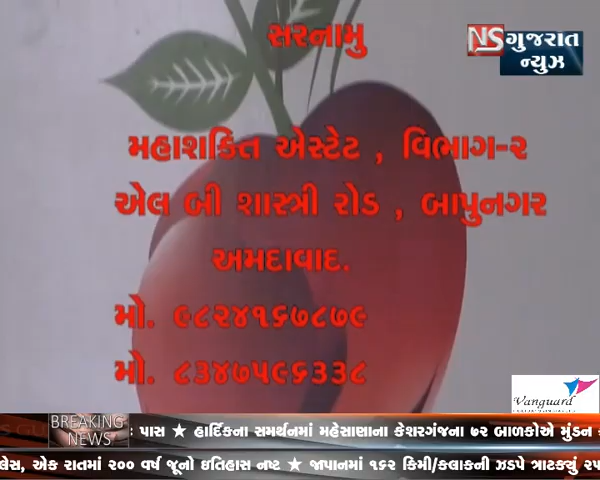 સરનામુ
NS ગુજરાત
ન્યુઝ
મહાશકિત એસ્ટેટ , વિભાગ-૨
એલ બી શાસ્ત્રી રોડ , બાપુનગર
અમદાવાદ.
મો. ૯૮૨૪૧૬૭૮૭૯
મો. ૮૩૪૭૫૯૬૩૩૮
Vanguard
BREAKING
NEWS
: પાસ ★ હાર્દિકના સમર્થનમાં મહેસાણાના કેશરગંજના ૭૨ બાળકોએ મુંડન
લેસ, એક રાતમાં ૨૦૦ વર્ષ જૂનો ઇતિહાસ નષ્ટ ★ જાપાનમાં ૧૬૨ કિમી/કલાકની ઝડપે ત્રાટક્યું